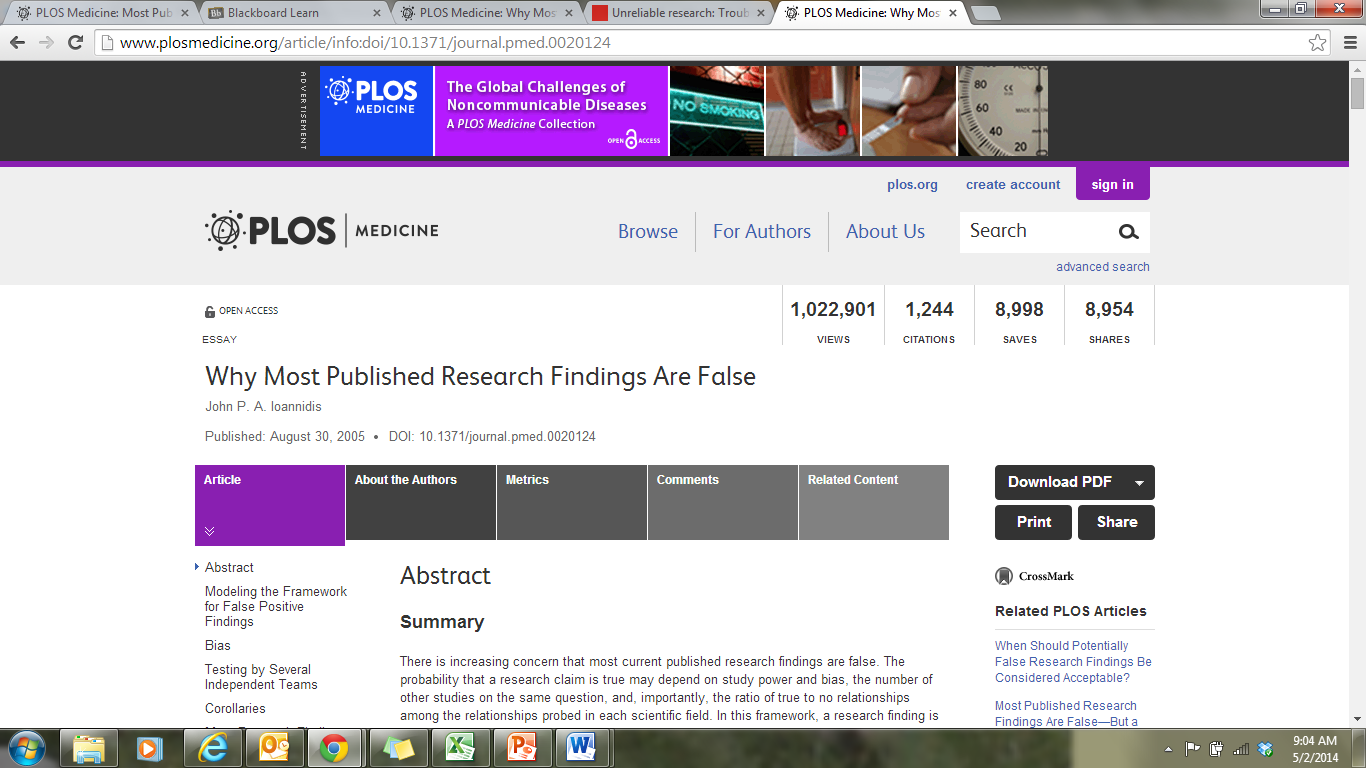 PLOS Medicine: Most Pub
Blackboard Learn
PLOS Medicine: Why Mos
Unreliable research: Troub
PLOS Medicine: Why Mos
www.plosmedicine.org/article/info:doi/10.1371/journal.pmed.0020124
ADVERTISEMENT
PLOS
MEDICINE
The Global Challenges of
Noncommunicable Diseases
A PLOS Medicine Collection
OPEN ACCESS
NO SMOKING
80
60
40
20
CE
plos.org
create account
sign in
PLOS MEDICINE
Browse
For Authors
About Us
Search
advanced search
OPEN ACCESS
1,022,901
VIEWS
1,244
CITATIONS
8,998
SAVES
8,954
SHARES
ESSAY
Why Most Published Research Findings Are False
John P. A. Ioannidis
Published: August 30, 2005 • DOI: 10.1371/journal.pmed.0020124
Article
About the Authors
Metrics
Comments
Related Content
Download PDF
Print
Share
Abstract
Modeling the Framework
for False Positive
Findings
Bias
Testing by Several
Independent Teams
Corollaries
Abstract
Summary
There is increasing concern that most current published research findings are false. The
probability that a research claim is true may depend on study power and bias, the number of
other studies on the same question, and, importantly, the ratio of true to no relationships
among the relationships probed in each scientific field. In this framework, a research finding is
CrossMark
Related PLOS Articles
When Should Potentially
False Research Findings Be
Considered Acceptable?
Most Published Research
Findings Are False—But a
9:04 AM
5/2/2014